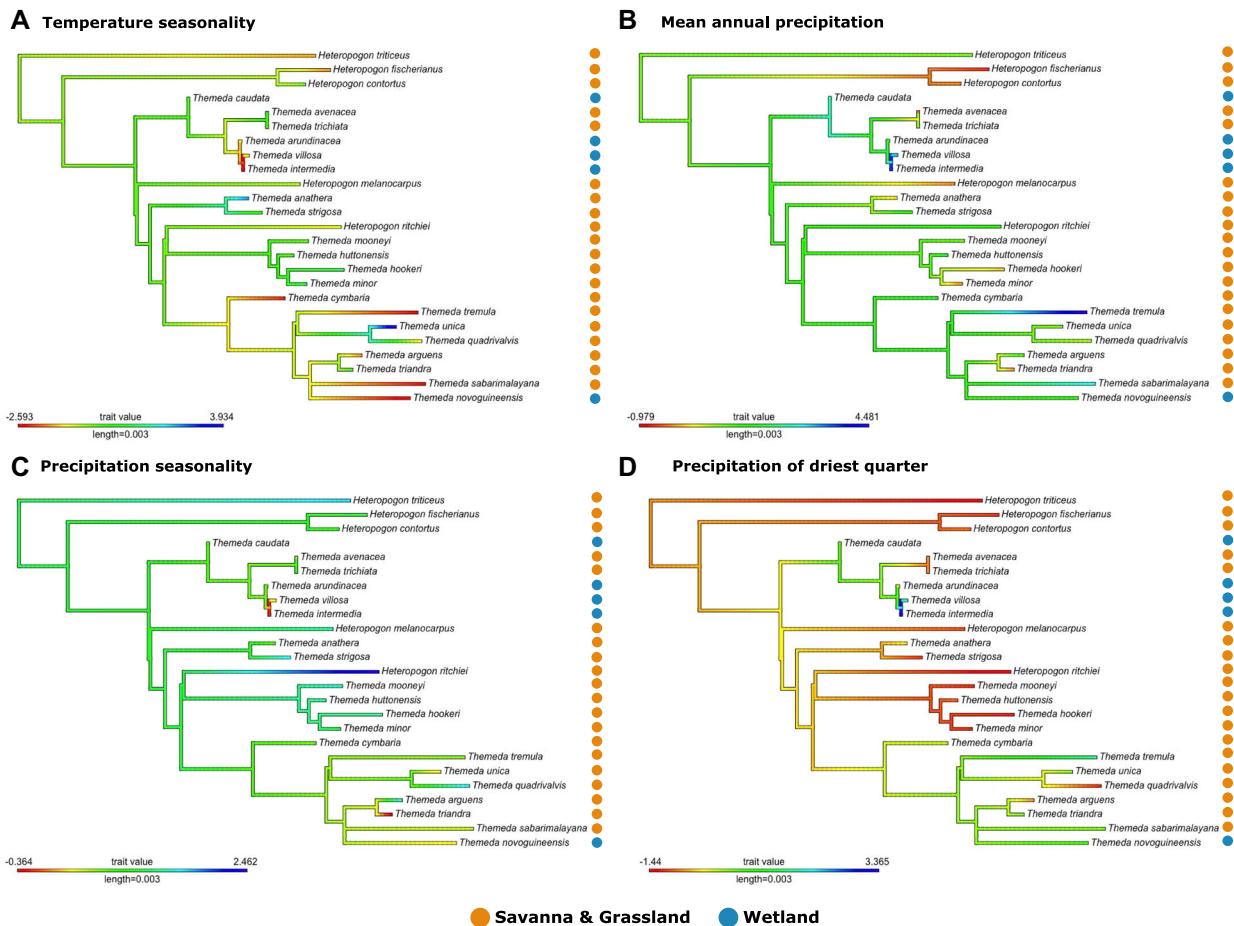 A Temperature seasonality
Heteropogon triticeus
Heteropogon fischerianus
Heteropogon contortus
Themeda caudata
Themeda avenacea
Themeda trichiata
Themeda arundinacea
Themeda villosa
Themeda intermedia
Heteropogon melanocarpus
Themeda anathera
Themeda strigosa
Heteropogon ritchiei
Themeda mooneyi
Themeda huttonensis
Themeda hookeri
Themeda minor
Themeda cymbaria
Themeda tremula
Themeda unica
Themeda quadrivalvis
Themeda arguens
Themeda triandra
Themeda sabarimalayana
Themeda novoguineensis
-2.593 trait value 3.934
length=0.003
B Mean annual precipitation
Heteropogon triticeus
Heteropogon fischerianus
Heteropogon contortus
Themeda caudata
Themeda avenacea
Themeda trichiata
Themeda arundinacea
Themeda villosa
Themeda intermedia
Heteropogon melanocarpus
Themeda anathera
Themeda strigosa
Heteropogon ritchiei
Themeda mooneyi
Themeda huttonensis
Themeda hookeri
Themeda minor
Themeda cymbaria
Themeda tremula
Themeda unica
Themeda quadrivalvis
Themeda arguens
Themeda triandra
Themeda sabarimalayana
Themeda novoguineensis
-0.979 trait value 4.481
length=0.003
C Precipitation seasonality
Heteropogon triticeus
Heteropogon fischerianus
Heteropogon contortus
Themeda caudata
Themeda avenacea
Themeda trichiata
Themeda arundinacea
Themeda villosa
Themeda intermedia
Heteropogon melanocarpus
Themeda anathera
Themeda strigosa
Heteropogon ritchiei
Themeda mooneyi
Themeda huttonensis
Themeda hookeri
Themeda minor
Themeda cymbaria
Themeda tremula
Themeda unica
Themeda quadrivalvis
Themeda arguens
Themeda triandra
Themeda sabarimalayana
Themeda novoguineensis
-0.364 trait value 2.462
length=0.003
D Precipitation of driest quarter
Heteropogon triticeus
Heteropogon fischerianus
Heteropogon contortus
Themeda caudata
Themeda avenacea
Themeda trichiata
Themeda arundinacea
Themeda villosa
Themeda intermedia
Heteropogon melanocarpus
Themeda anathera
Themeda strigosa
Heteropogon ritchiei
Themeda mooneyi
Themeda huttonensis
Themeda hookeri
Themeda minor
Themeda cymbaria
Themeda tremula
Themeda unica
Themeda quadrivalvis
Themeda arguens
Themeda triandra
Themeda sabarimalayana
Themeda novoguineensis
-1.44 trait value 3.365
length=0.003
Savanna & Grassland Wetland